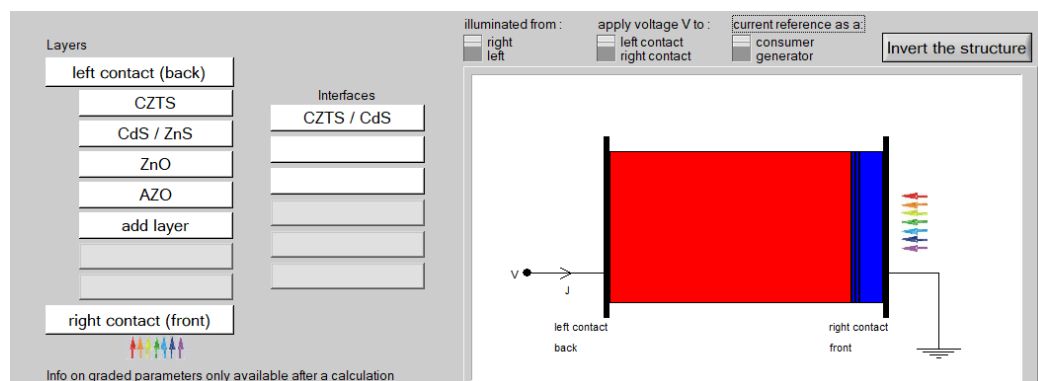 Layers
left contact (back)
CZTS
CdS / ZnS
ZnO
AZO
add layer
right contact (front)
Info on graded parameters only available after a calculation
Interfaces
CZTS / CdS
illuminated from :
right
left
apply voltage V to :
left contact
right contact
current reference as a:
consumer
generator
Invert the structure
V
J
left contact
back
right contact
front